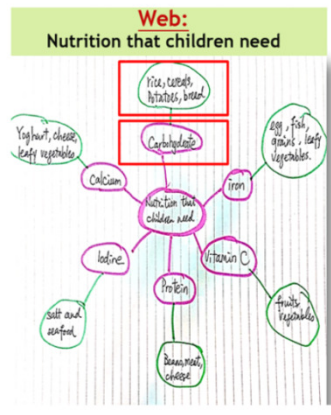 Web:
Nutrition that children need
rice, cereals,
Potatoes, bread
Carbohydrate
Yoghurt, cheese,
leafy vegetables
Calcium
egg, fish,
grains, leafy
vegetables.
iron
Nutrition that
children need
Iodine
Vitamin C
Protein
salt and
seafood
fruits
vegetables
Beans, meat,
cheese